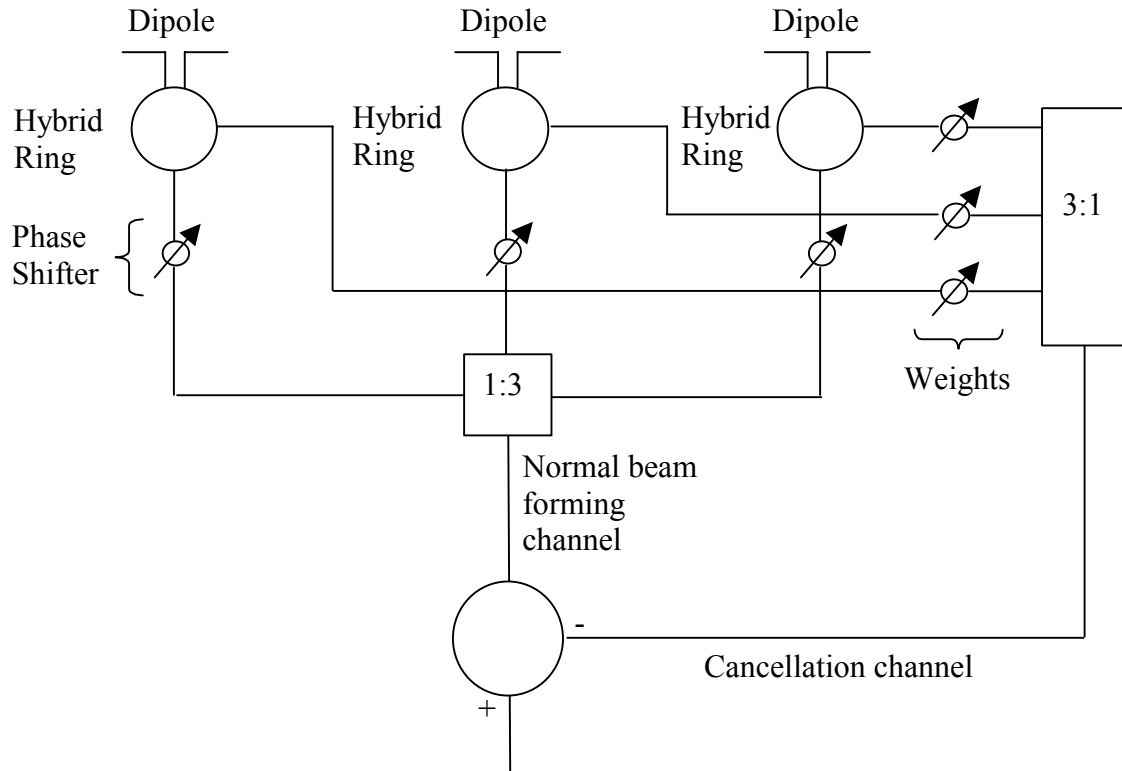 Dipole
Dipole
Dipole
Hybrid
Ring
Hybrid
Ring
Hybrid
Ring
3:1
Phase
Shifter
1:3
Weights
Normal beam
forming
channel
-
Cancellation channel
+